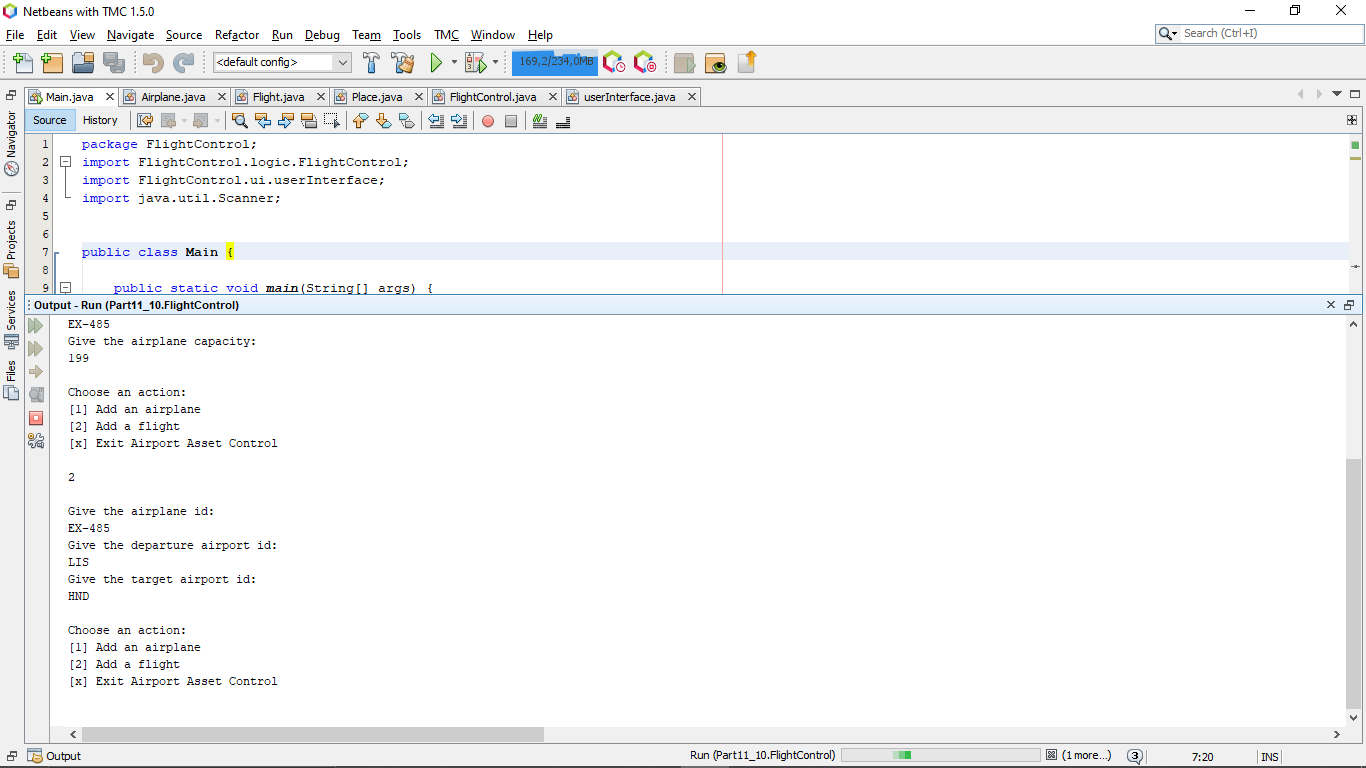 Netbeans with TMC 1.5.0
File Edit View Navigate Source Refactor Run Debug Team Tools TMC Window Help
Search (Ctrl+I)
<default config>
169,2/234,0MB
Main.java Airplane.java Flight.java Place.java FlightControl.java userInterface.java
Source History
Navigator
Projects
Services
Files
1 package FlightControl;
2 import FlightControl.logic.FlightControl;
3 import FlightControl.ui.userInterface;
4 import java.util.Scanner;
5
6
7 public class Main {
8
9 public static void main(String[] args) {
Output - Run (Part11_10.FlightControl)
EX-485
Give the airplane capacity:
199
Choose an action:
[1] Add an airplane
[2] Add a flight
[x] Exit Airport Asset Control
2
Give the airplane id:
EX-485
Give the departure airport id:
LIS
Give the target airport id:
HND
Choose an action:
[1] Add an airplane
[2] Add a flight
[x] Exit Airport Asset Control
Output
Run (Part11_10.FlightControl)
(1 more...)
3
7:20
INS